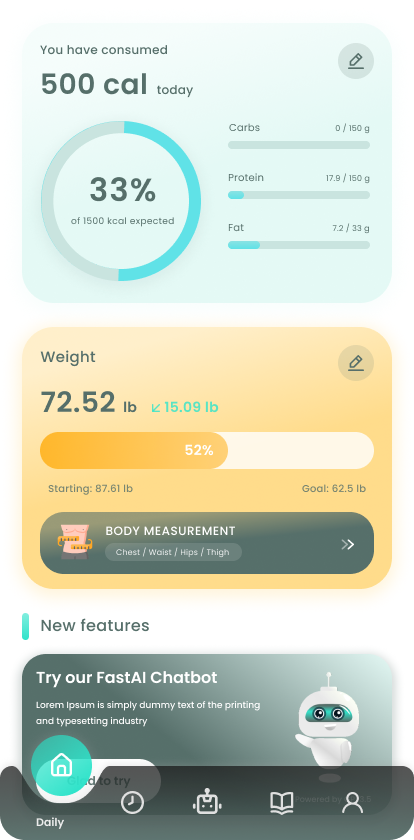 You have consumed
500 cal today
Carbs
0 / 150 g
Protein
17.9 / 150 g
Fat
7.2 / 33 g
33%
of 1500 kcal expected
Weight
72.52 lb 15.09 lb
52%
Starting: 87.61 lb
Goal: 62.5 lb
BODY MEASUREMENT
Chest / Waist / Hips / Thigh
New features
Try our FastAI Chatbot
Lorem Ipsum is simply dummy text of the printing
and typesetting industry
to try
Powered by
Daily